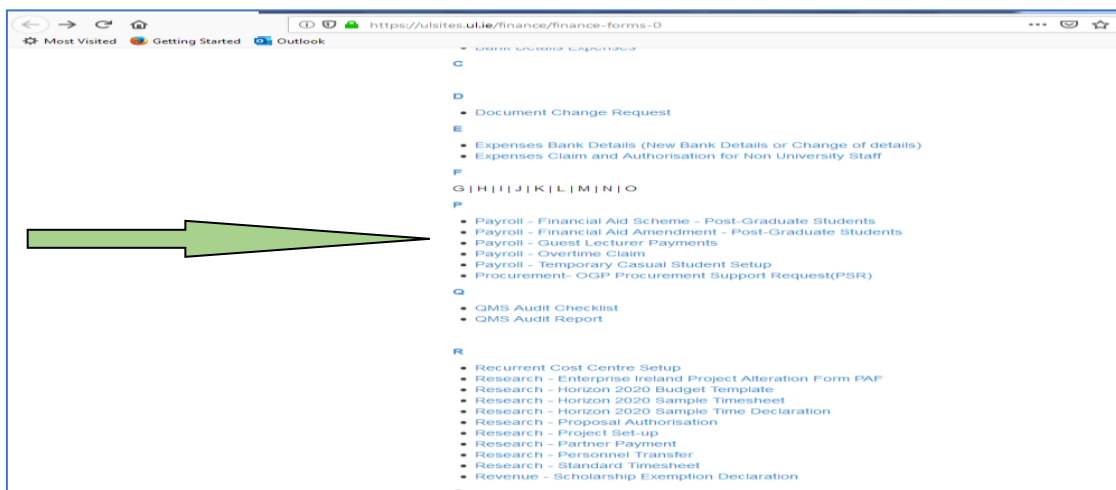 https://ulsites.ul.ie/finance/finance-forms-0
Most Visited Getting Started Outlook
Bank Details Expenses
C
D
Document Change Request
E
Expenses Bank Details (New Bank Details or Change of details)
Expenses Claim and Authorisation for Non University Staff
F
G | H | I | J | K | L | M | N | O
P
Payroll - Financial Aid Scheme - Post-Graduate Students
Payroll - Financial Aid Amendment - Post-Graduate Students
Payroll - Guest Lecturer Payments
Payroll - Overtime Claim
Payroll - Temporary Casual Student Setup
Procurement- OGP Procurement Support Request(PSR)
Q
QMS Audit Checklist
QMS Audit Report
R
Recurrent Cost Centre Setup
Research - Enterprise Ireland Project Alteration Form PAF
Research - Horizon 2020 Budget Template
Research - Horizon 2020 Sample Timesheet
Research - Horizon 2020 Sample Time Declaration
Research - Proposal Authorisation
Research - Project Set-up
Research - Partner Payment
Research - Personnel Transfer
Research - Standard Timesheet
Revenue - Scholarship Exemption Declaration